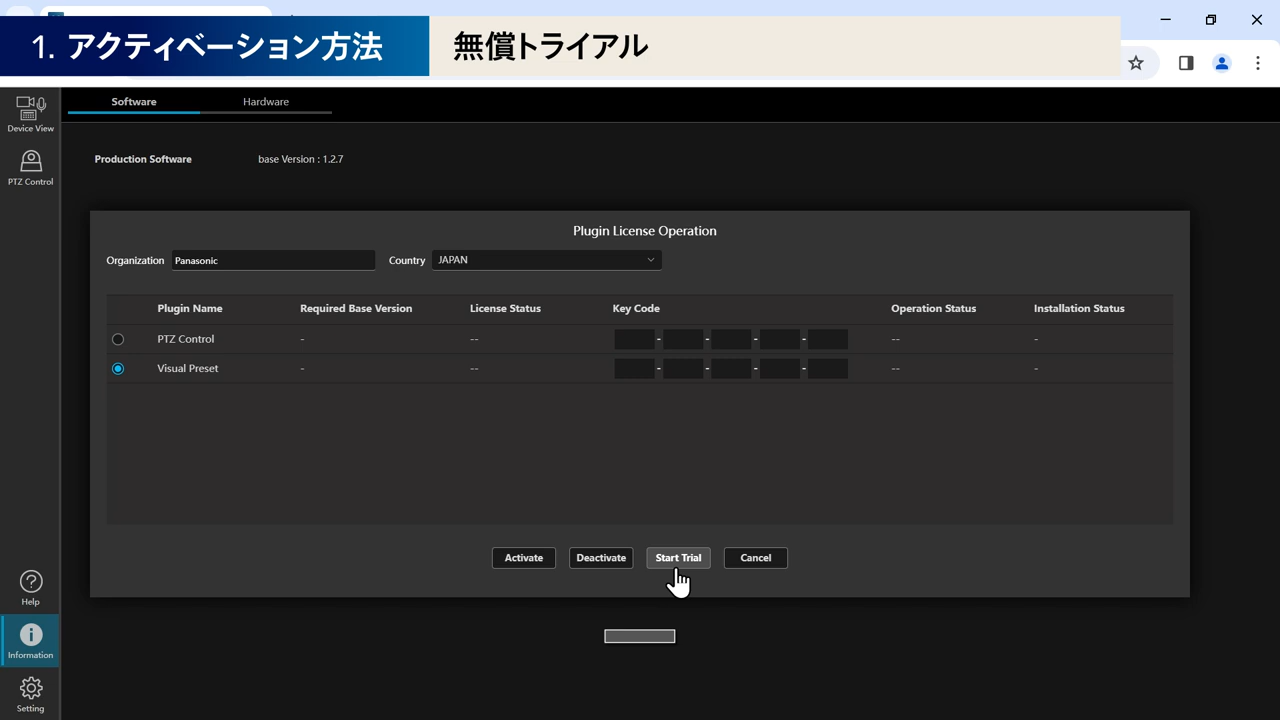 1. アクティベーション方法
無償トライアル
Software
Hardware
Device View
PTZ Control
Production Software
base Version : 1.2.7
Plugin License Operation
Organization
Panasonic
Country
JAPAN
Plugin Name
Required Base Version
License Status
Key Code
Operation Status
Installation Status
PTZ Control
-
--
- - - -
--
-
Visual Preset
-
--
- - - -
--
-
Activate
Deactivate
Start Trial
Cancel
Help
Information
Setting